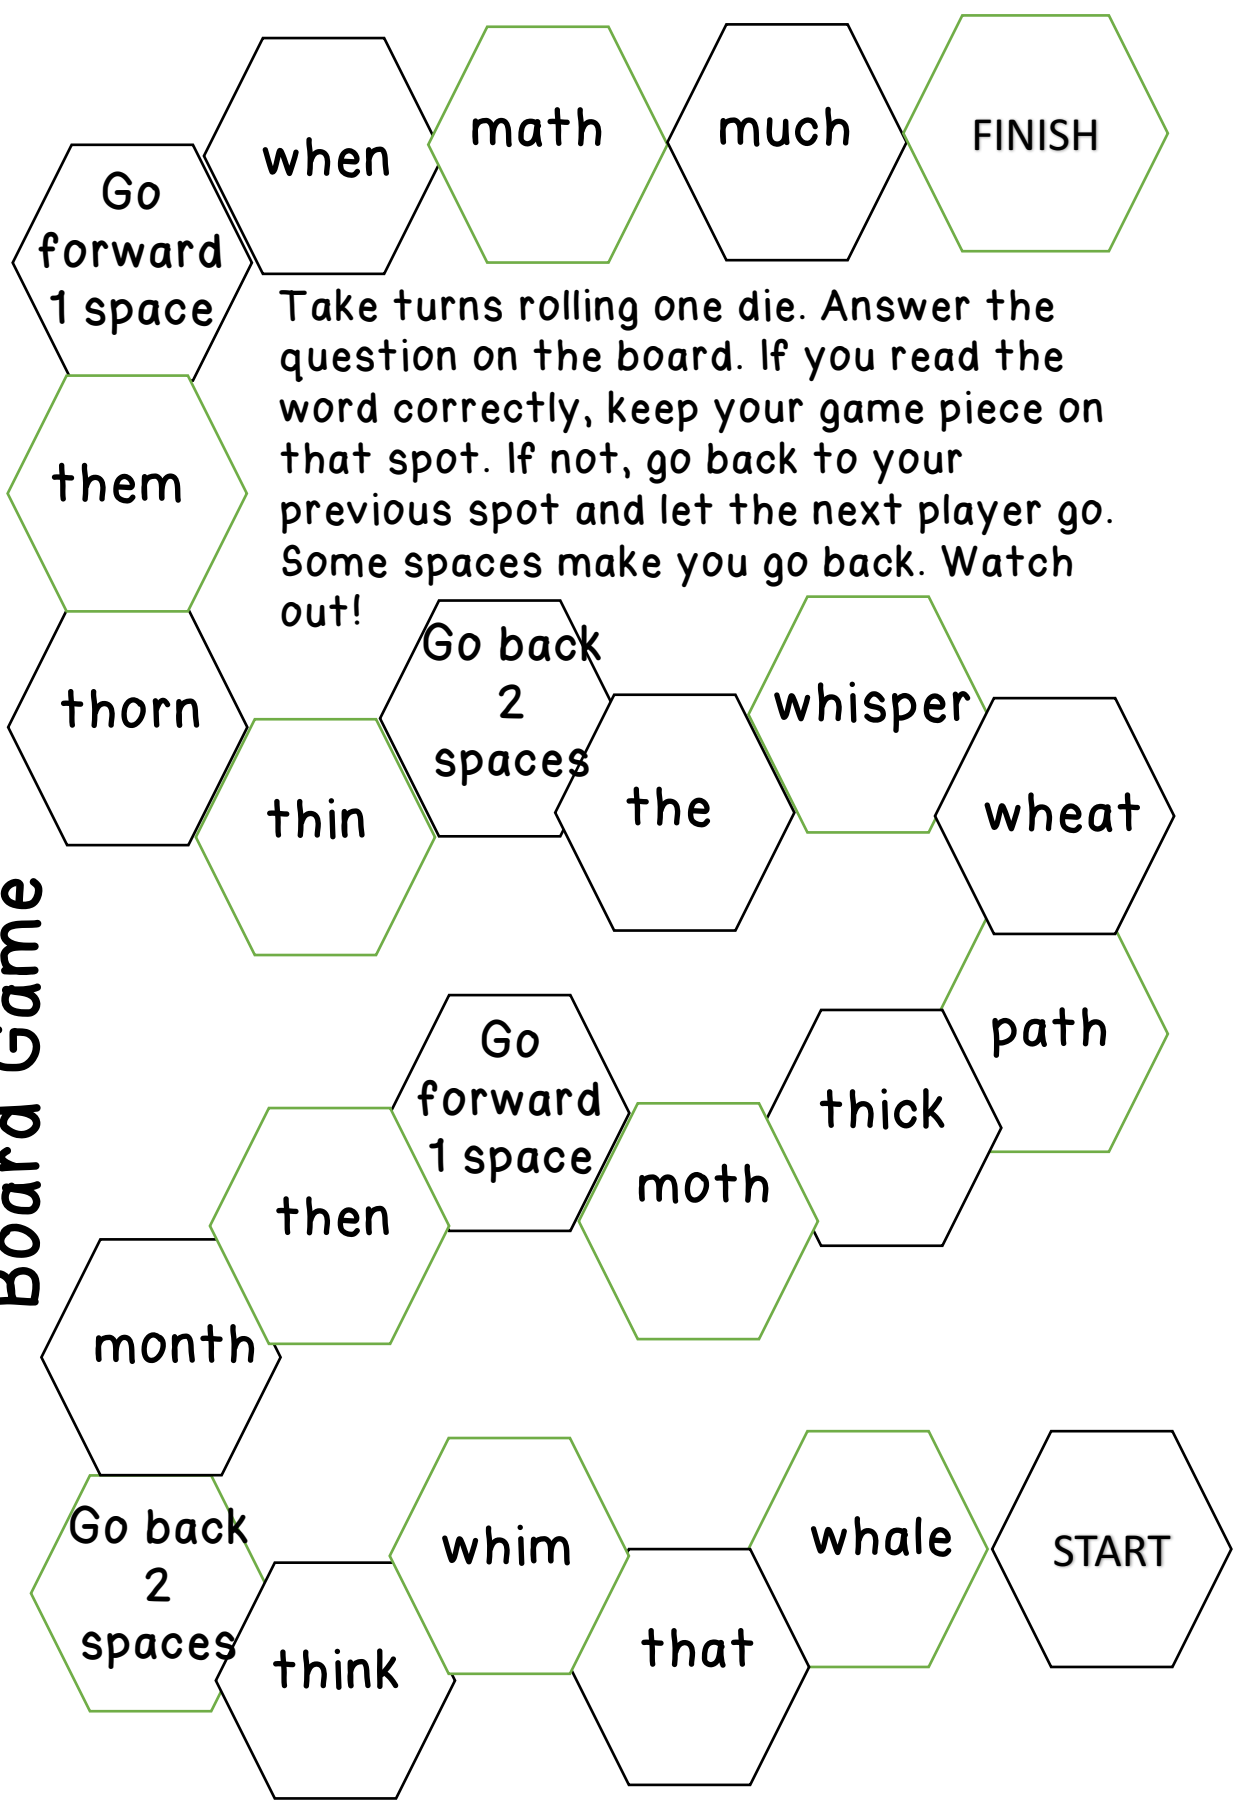 when
math
much
FINISH
Go
forward
1 space
Take turns rolling one die. Answer the
question on the board. If you read the
word correctly, keep your game piece on
that spot. If not, go back to your
previous spot and let the next player go.
Some spaces make you go back. Watch
out!
them
thorn
thin
Go back
2
spaces
the
whisper
wheat
path
thick
moth
Go
forward
1 space
then
month
Go back
2
spaces
think
whim
that
whale
START
Board Game